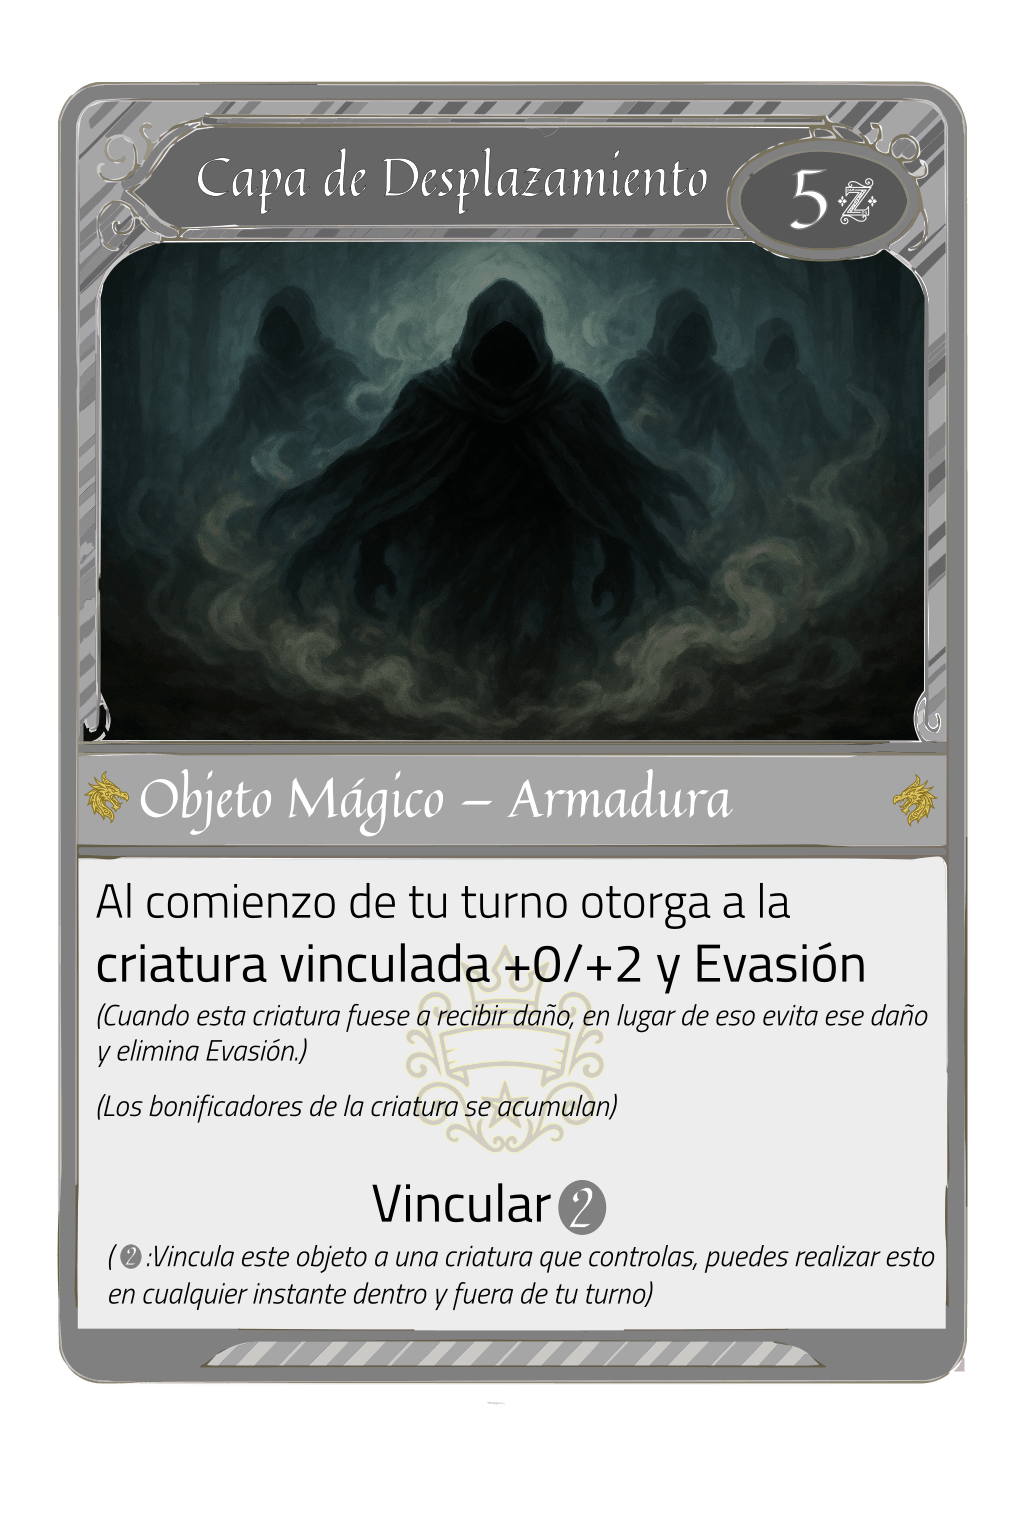 Capa de Desplazamiento
5 Z
Objeto Mágico – Armadura
Al comienzo de tu turno otorga a la
criatura vinculada +0/+2 y Evasión
(Cuando esta criatura fuese a recibir daño, en lugar de eso evita ese daño
y elimina Evasión.)
(Los bonificadores de la criatura se acumulan)
Vincular 2
( 2 :Vincula este objeto a una criatura que controlas, puedes realizar esto
en cualquier instante dentro y fuera de tu turno)